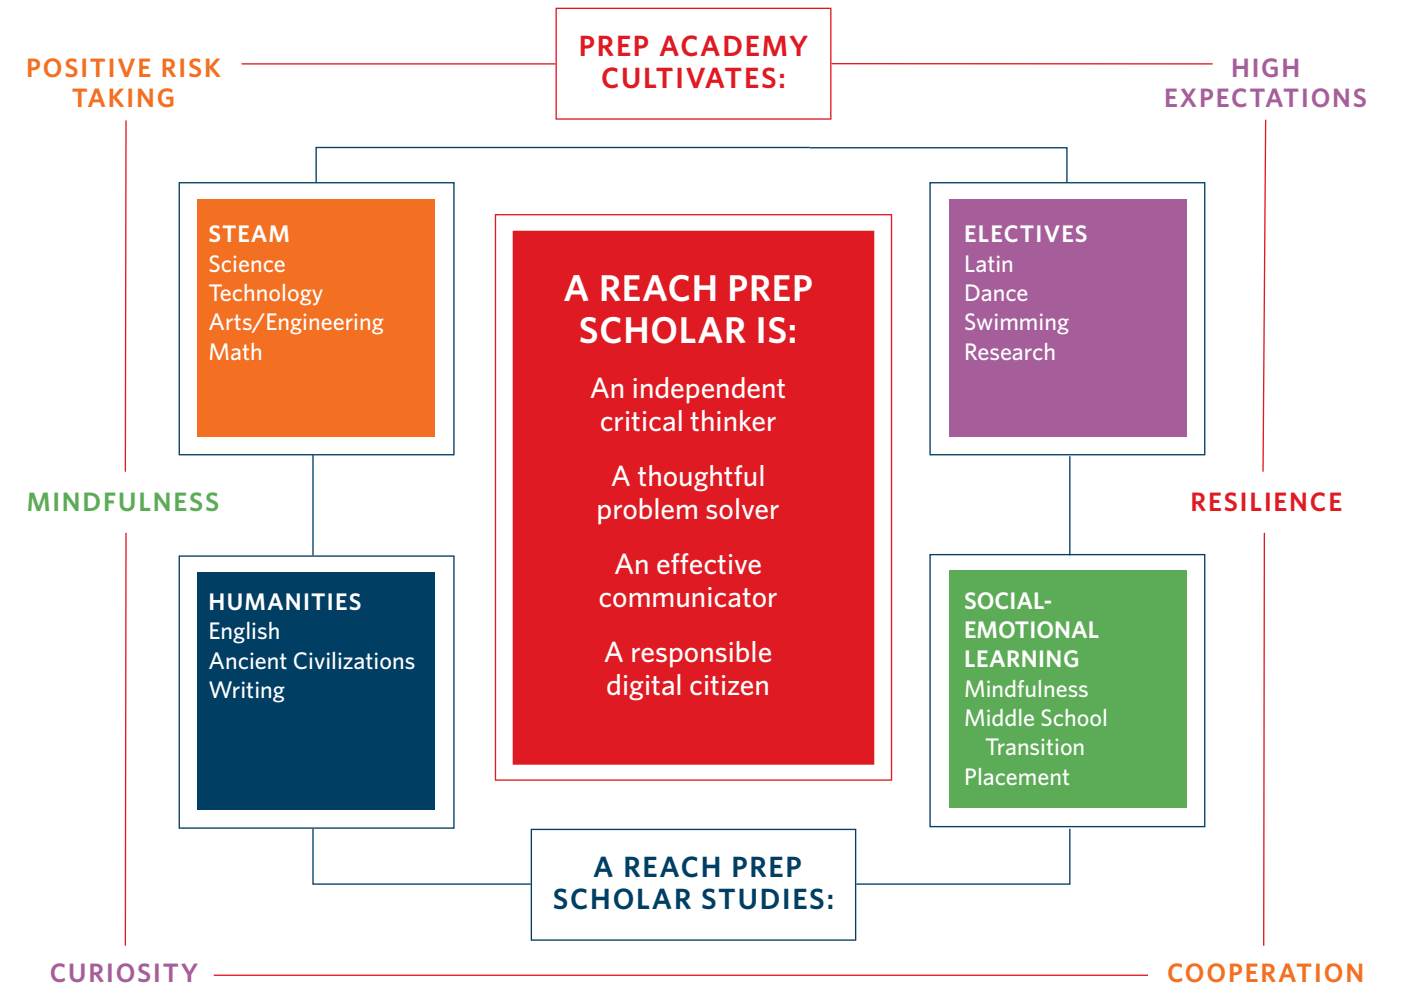 PREP ACADEMY
CULTIVATES:
POSITIVE RISK
TAKING
HIGH
EXPECTATIONS
STEAM
Science
Technology
Arts/Engineering
Math
A REACH PREP
SCHOLAR IS:
An independent
critical thinker
A thoughtful
problem solver
An effective
communicator
A responsible
digital citizen
ELECTIVES
Latin
Dance
Swimming
Research
MINDFULNESS
RESILIENCE
HUMANITIES
English
Ancient Civilizations
Writing
SOCIAL-
EMOTIONAL
LEARNING
Mindfulness
Middle School
Transition
Placement
A REACH PREP
SCHOLAR STUDIES:
CURIOSITY
COOPERATION